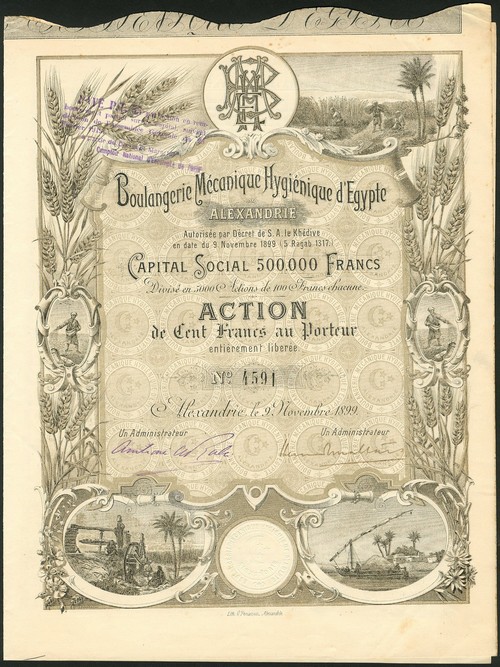 BMHE
Boulangerie Mécanique Hygiénique d'Egypte
ALEXANDRIE
Autorisée par Décret de S. A. le Khédive
en date du 9 Novembre 1899 (5 Ragab 1317)
CAPITAL SOCIAL 500.000 FRANCS
Divisé en 5000 Actions de 100 Francs chacune
ACTION
de Cent Francs au Porteur
entièrement libérée.
No 4591
Alexandrie, le 9 Novembre 1899.
Un Administrateur Un Administrateur